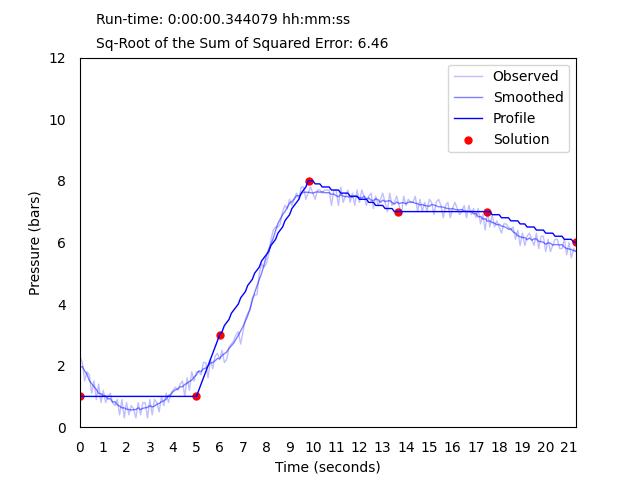 Run-time: 0:00:00.344079 hh:mm:ss
Sq-Root of the Sum of Squared Error: 6.46
12
10
8
6
4
2
0
Pressure (bars)
Observed
Smoothed
Profile
Solution
0 1 2 3 4 5 6 7 8 9 10 11 12 13 14 15 16 17 18 19 20 21
Time (seconds)